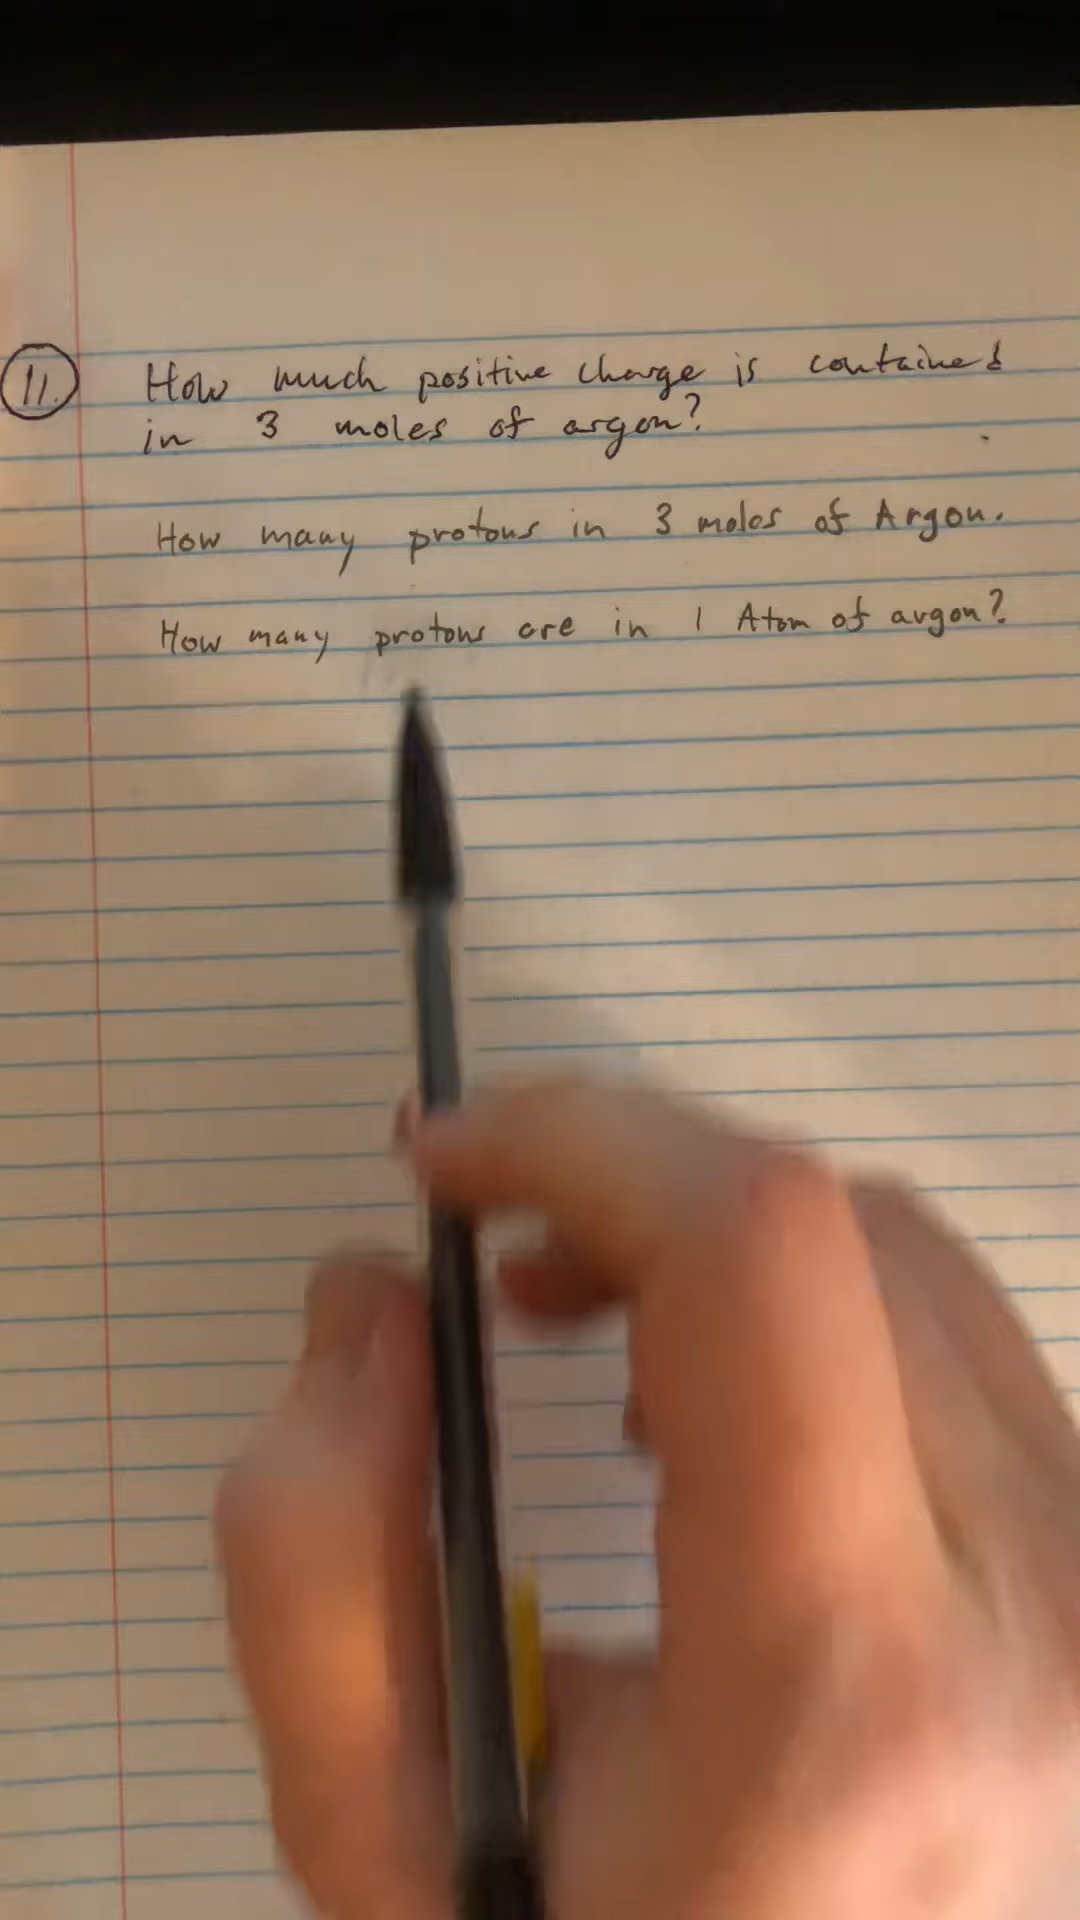 11. How much positive charge is contained
in 3 moles of argon?
How many protons in 3 moles of Argon.
How many protons are in 1 Atom of argon?